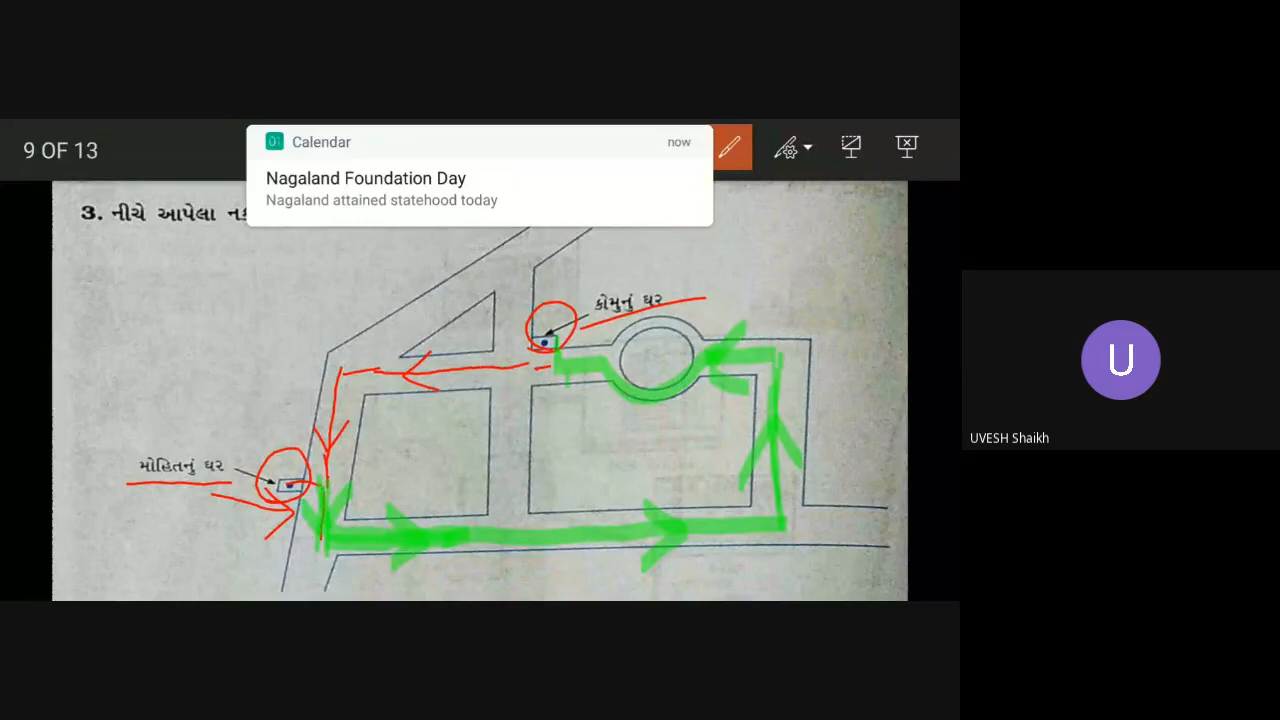 9 OF 13
Calendar
now
Nagaland Foundation Day
Nagaland attained statehood today
3. નીચે આપેલા
કોમુનું ઘર
મોહિતનું ઘર
U
UVESH Shaikh